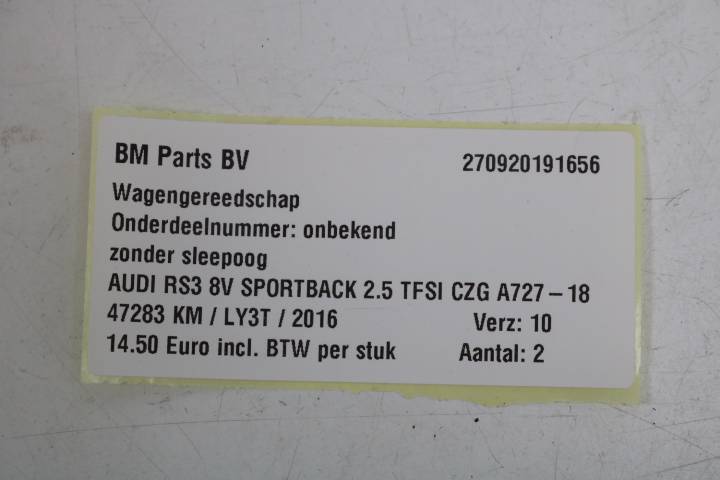 BM Parts BV 270920191656
Wagengereedschap
Onderdeelnummer: onbekend
zonder sleepoog
AUDI RS3 8V SPORTBACK 2.5 TFSI CZG A727-18
47283 KM / LY3T / 2016 Verz: 10
14.50 Euro incl. BTW per stuk Aantal: 2